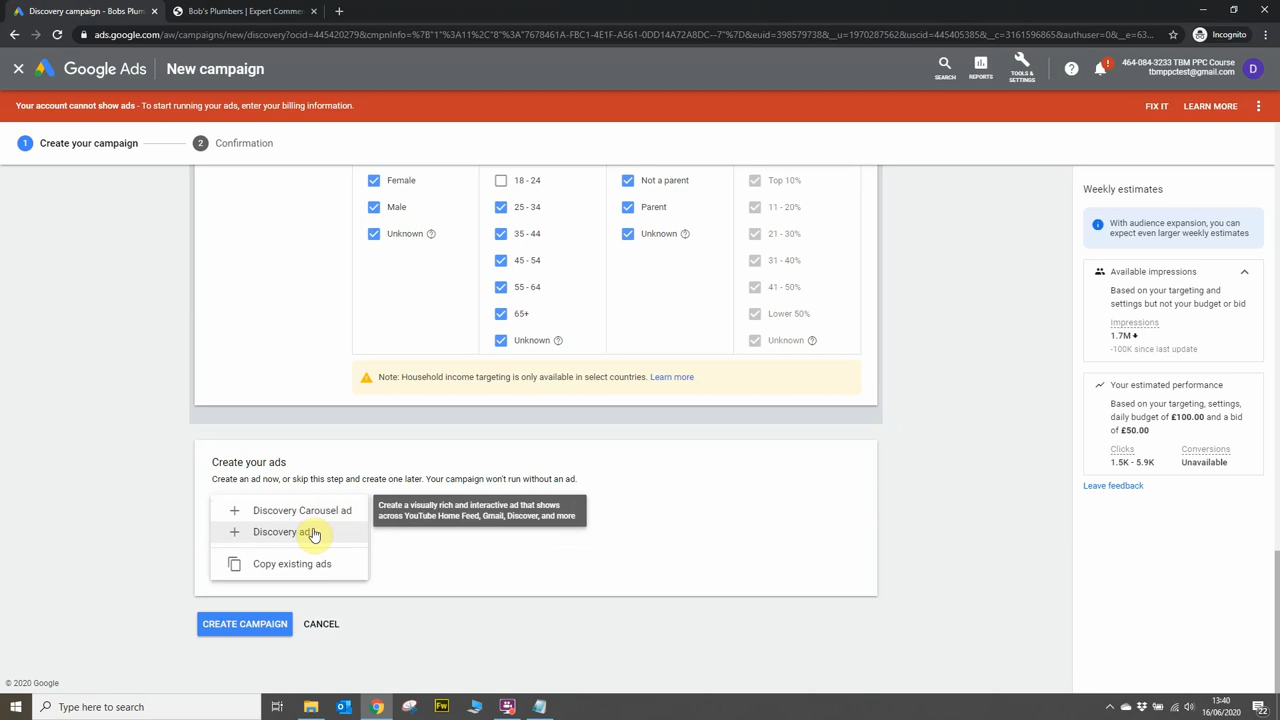 Discovery campaign - Bobs Plum
Bob's Plumbers | Expert Comme
ads.google.com/aw/campaigns/new/discovery?ocid=445420279&cmpnInfo=%7B"1"%3A11%2C"8"%3A"7678461A-FBC1-4E1F-A561-0DD14A72A8DC--7"%7D&euid=398579738&__u=1970287562&uscid=445405385&__c=3161596865&authuser=0&__e=63...
Incognito
Google Ads
New campaign
SEARCH
REPORTS
TOOLS & SETTINGS
464-084-3233 TBM PPC Course
tbmppctest@gmail.com
D
Your account cannot show ads - To start running your ads, enter your billing information.
FIX IT
LEARN MORE
1 Create your campaign
2 Confirmation
Female
18 - 24
Not a parent
Top 10%
Male
25 - 34
Parent
11 - 20%
Unknown
35 - 44
Unknown
21 - 30%
45 - 54
31 - 40%
55 - 64
41 - 50%
65+
Lower 50%
Unknown
Unknown
Note: Household income targeting is only available in select countries. Learn more
Weekly estimates
With audience expansion, you can
expect even larger weekly estimates
Available impressions
Based on your targeting and
settings but not your budget or bid
Impressions
1.7M
-100K since last update
Your estimated performance
Based on your targeting, settings,
daily budget of £100.00 and a bid
of £50.00
Clicks
Conversions
1.5K - 5.9K
Unavailable
Leave feedback
Create your ads
Create an ad now, or skip this step and create one later. Your campaign won't run without an ad.
Discovery Carousel ad
Create a visually rich and interactive ad that shows
across YouTube Home Feed, Gmail, Discover, and more
Discovery ad
Copy existing ads
CREATE CAMPAIGN
CANCEL
© 2020 Google
Type here to search
Fw
13:40
16/06/2020
22